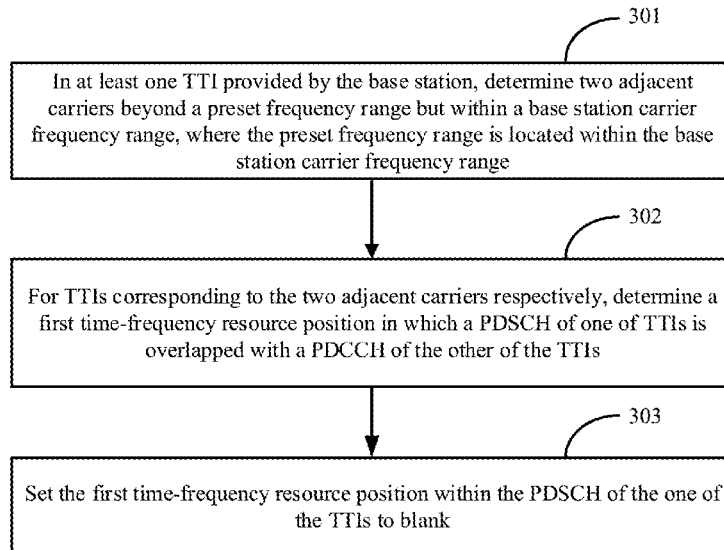 301
In at least one TTI provided by the base station, determine two adjacent
carriers beyond a preset frequency range but within a base station carrier
frequency range, where the preset frequency range is located within the base
station carrier frequency range
302
For TTIs corresponding to the two adjacent carriers respectively, determine a
first time-frequency resource position in which a PDSCH of one of TTIs is
overlapped with a PDCCH of the other of the TTIs
303
Set the first time-frequency resource position within the PDSCH of the one of
the TTIs to blank